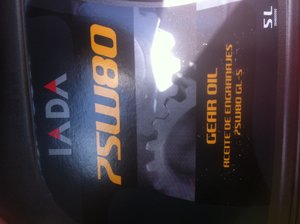 IADA
75W80
GEAR OIL
ACEITE DE ENGRANAJES
75W80 GL-5
5L